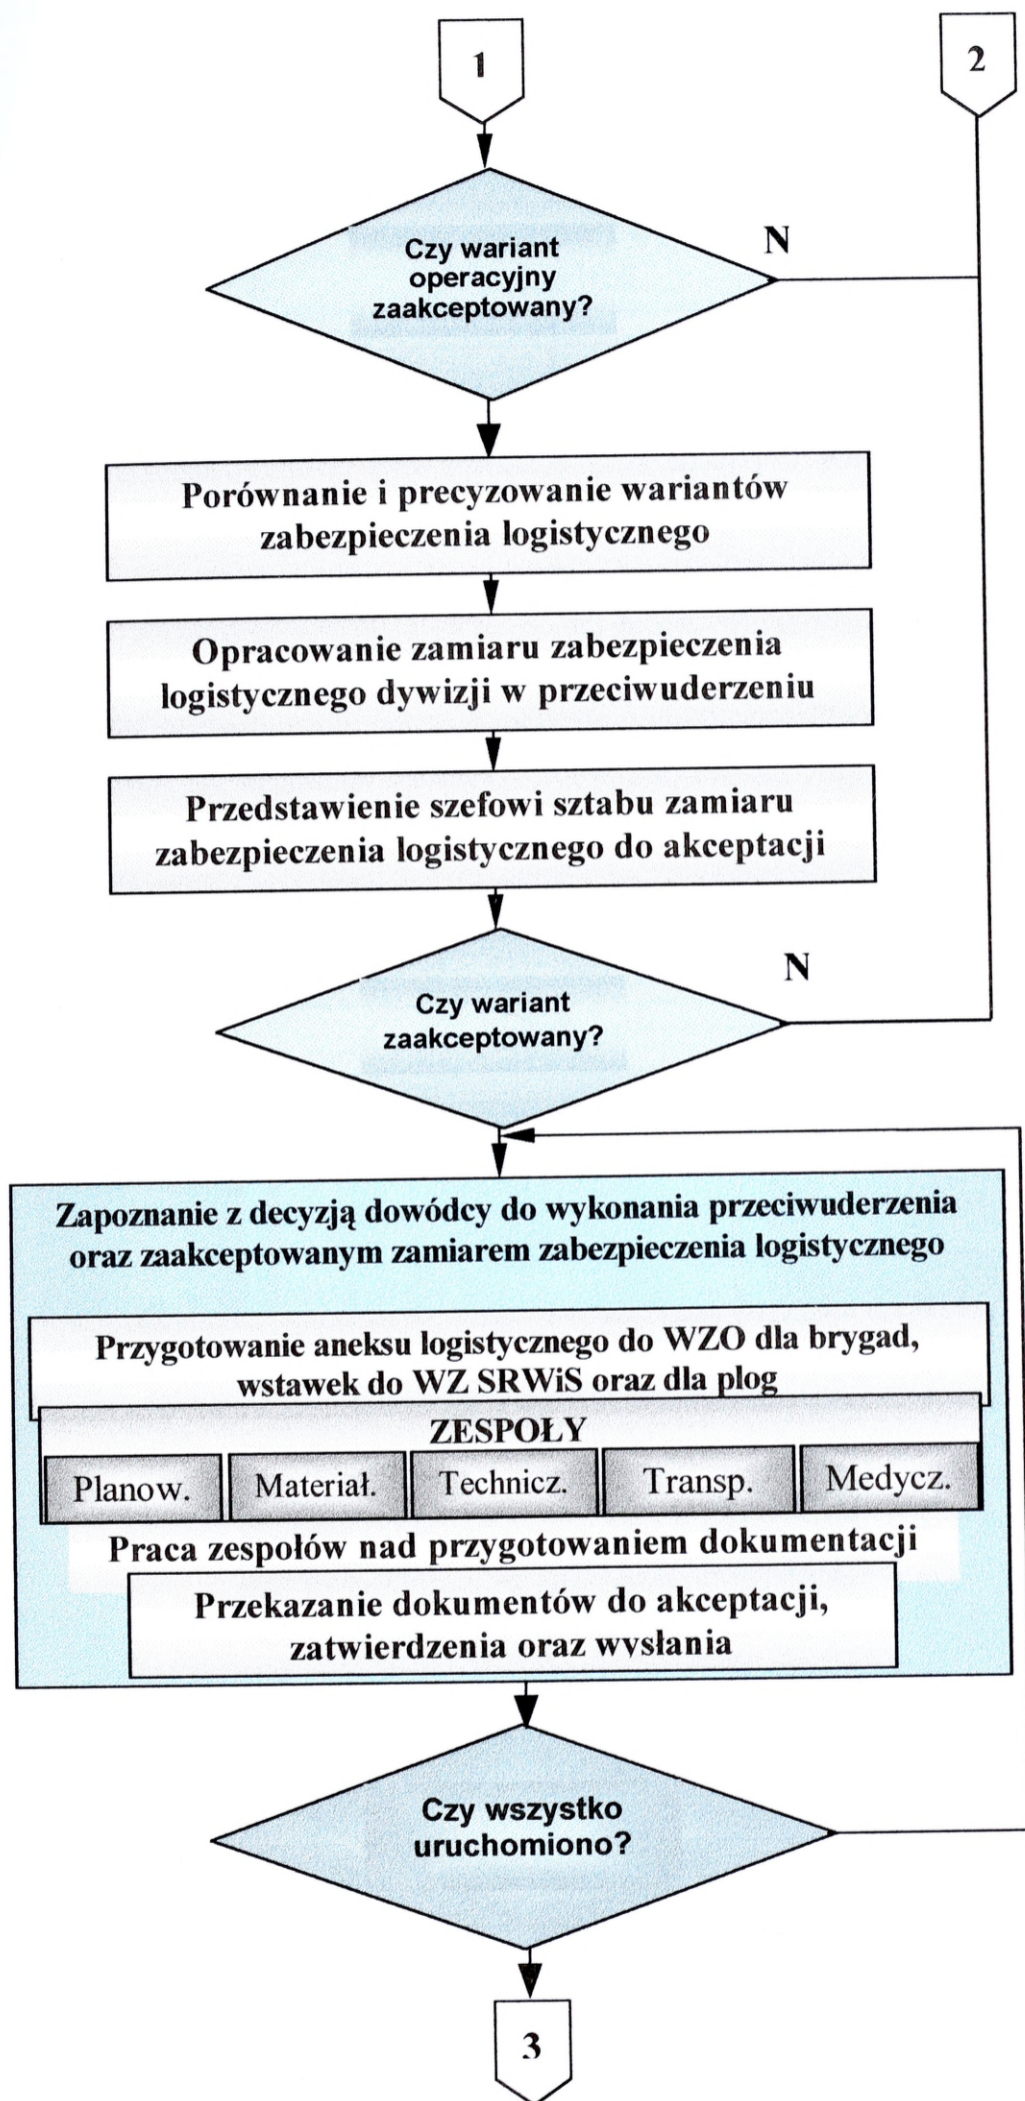 1
2
Czy wariant
operacyjny
zaakceptowany?
N
Porównanie i precyzowanie wariantów
zabezpieczenia logistycznego
Opracowanie zamiaru zabezpieczenia
logistycznego dywizji w przeciwuderzeniu
Przedstawienie szefowi sztabu zamiaru
zabezpieczenia logistycznego do akceptacji
Czy wariant
zaakceptowany?
N
Zapoznanie z decyzją dowódcy do wykonania przeciwuderzenia
oraz zaakceptowanym zamiarem zabezpieczenia logistycznego
Przygotowanie aneksu logistycznego do WZO dla brygad,
wstawek do WZ SRWiS oraz dla plog
ZESPOŁY
Planow.
Materiał.
Technicz.
Transp.
Medycz.
Praca zespołów nad przygotowaniem dokumentacji
Przekazanie dokumentów do akceptacji,
zatwierdzenia oraz wysłania
Czy wszystko
uruchomiono?
3